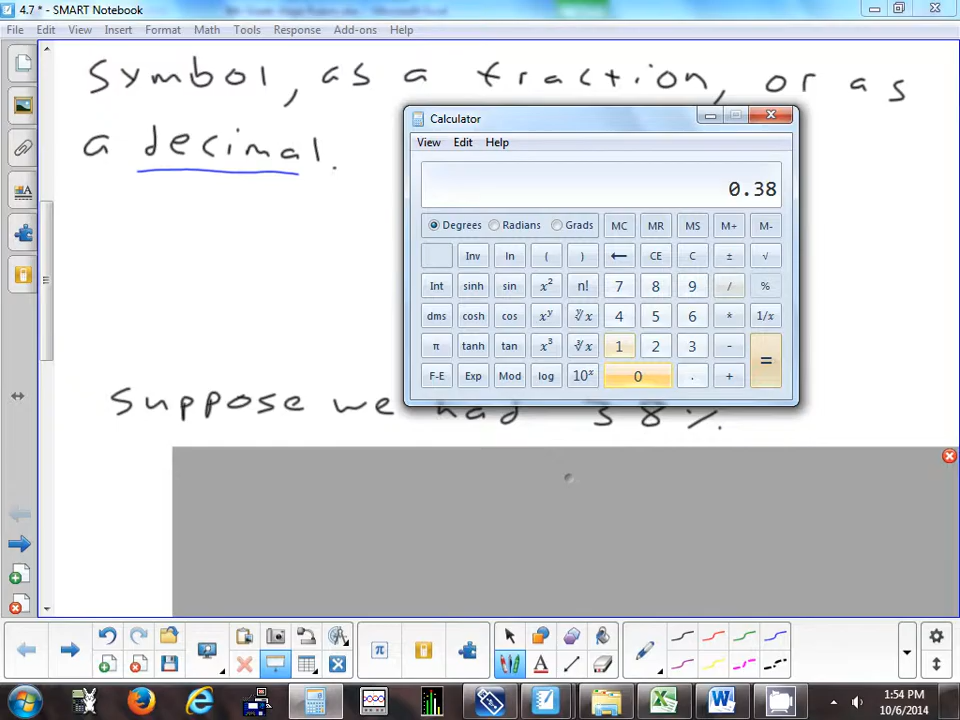 4.7 * - SMART Notebook
File Edit View Insert Format Math Tools Response Add-ons Help
symbol, as a fraction, or as
a decimal.
Calculator
View Edit Help
0.38
Degrees Radians Grads MC MR MS M+ M-
Inv ln ( ) ← CE C ± √
Int sinh sin x² n! 7 8 9 / %
dms cosh cos xʸ ʸ√x 4 5 6 * 1/x
π tanh tan x³ ³√x 1 2 3 - =
F-E Exp Mod log 10ˣ 0 . +
suppose we had 38%.
1:54 PM
10/6/2014